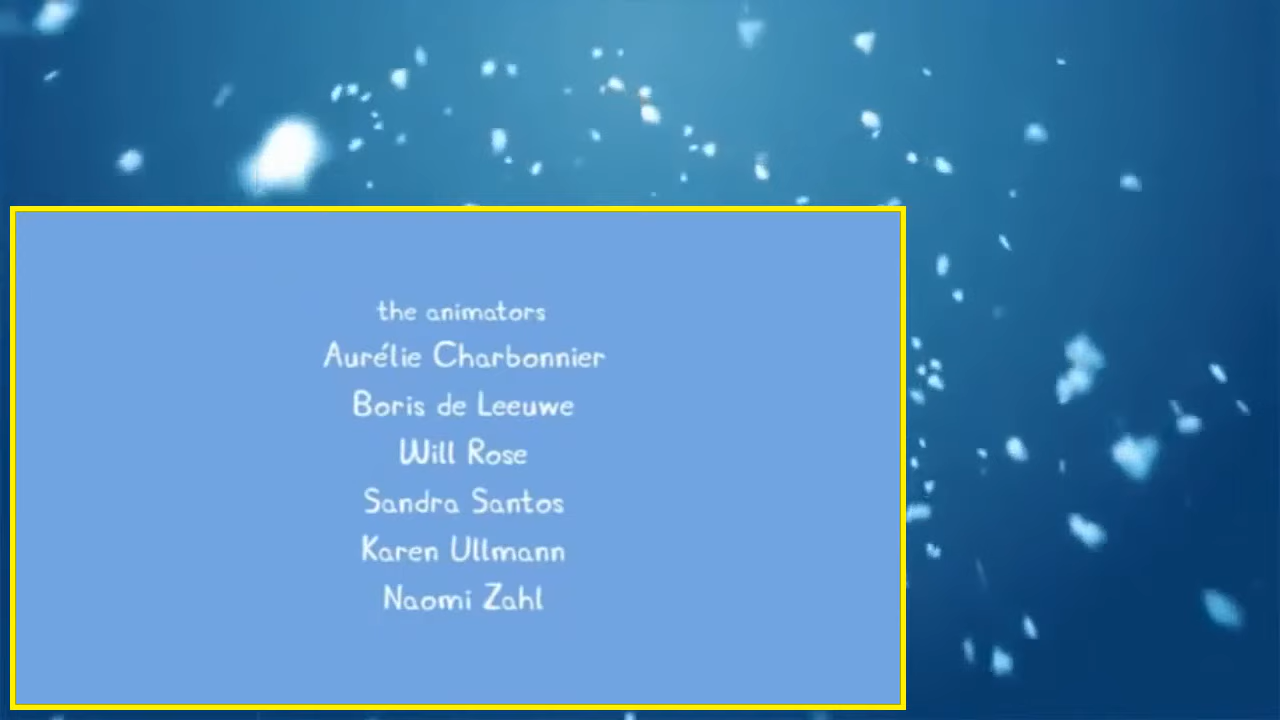 the animators
Aurélie Charbonnier
Boris de Leeuwe
Will Rose
Sandra Santos
Karen Ullmann
Naomi Zahl